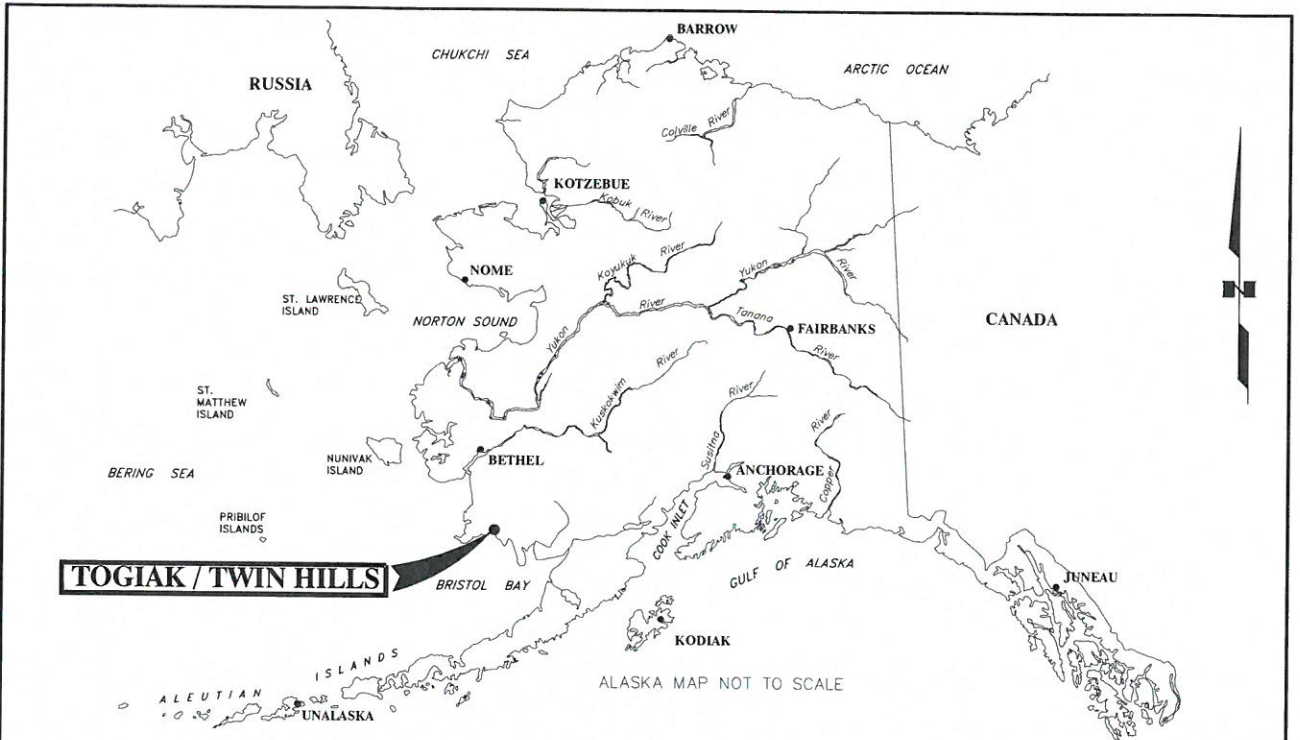 BARROW
CHUKCHI SEA
ARCTIC OCEAN
RUSSIA
Colville River
KOTZEBUE
Kobuk River
Koyukuk River
NOME
Yukon River
ST. LAWRENCE
ISLAND
NORTON SOUND
Yukon River
Tanana River
FAIRBANKS
CANADA
N
ST.
MATTHEW
ISLAND
Kuskokwim River
Susitna River
Copper River
NUNIVAK
ISLAND
BETHEL
ANCHORAGE
BERING SEA
PRIBILOF
ISLANDS
COOK INLET
TOGIAK / TWIN HILLS
BRISTOL BAY
GULF OF ALASKA
JUNEAU
KODIAK
ALEUTIAN ISLANDS
UNALASKA
ALASKA MAP NOT TO SCALE